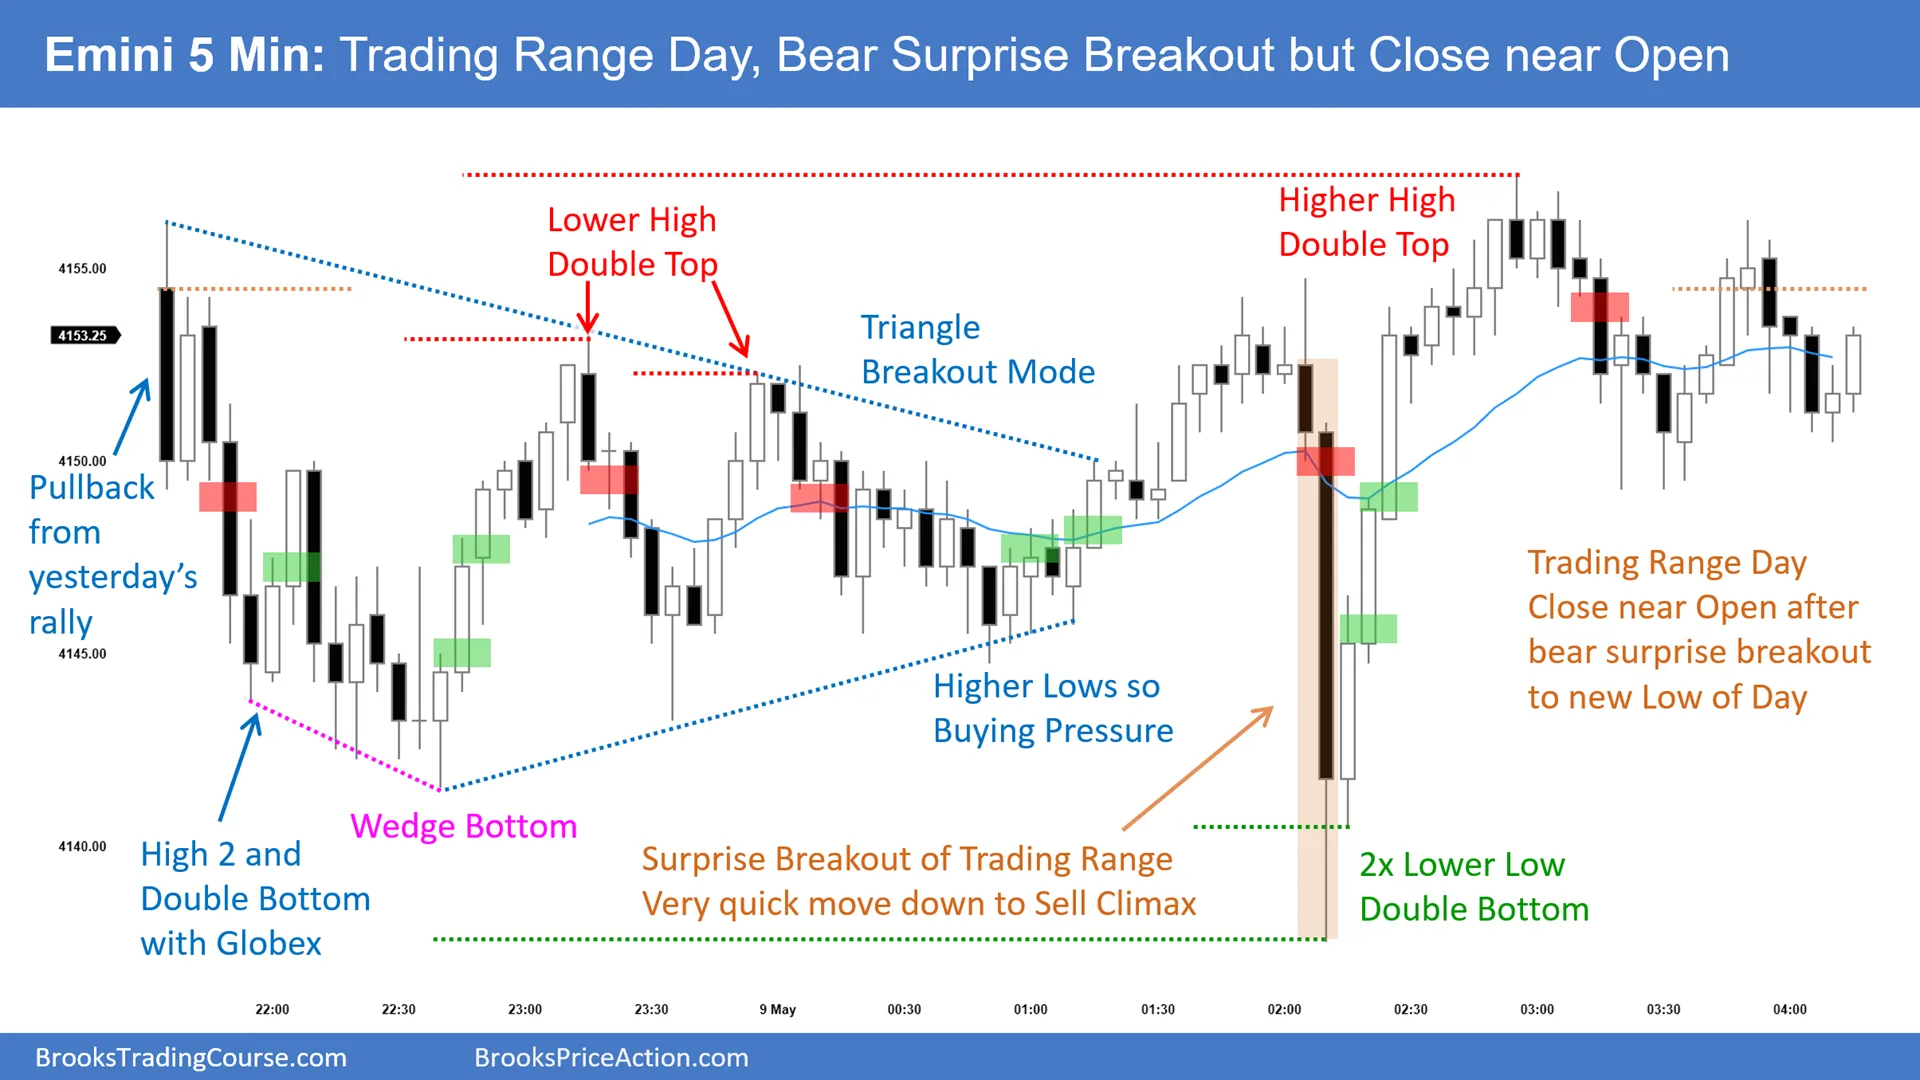 Emini 5 Min: Trading Range Day, Bear Surprise Breakout but Close near Open
Higher High
Double Top
Lower High
Double Top
4155.00
Triangle
Breakout Mode
4153.25
4150.00
Pullback
from
yesterday's
rally
Trading Range Day
Close near Open after
bear surprise breakout
to new Low of Day
4145.00
Higher Lows so
Buying Pressure
Wedge Bottom
4140.00
High 2 and
Double Bottom
with Globex
Surprise Breakout of Trading Range
Very quick move down to Sell Climax
2x Lower Low
Double Bottom
22:00
22:30
23:00
23:30
9 May
00:30
01:00
01:30
02:00
02:30
03:00
03:30
04:00
BrooksTradingCourse.com
BrooksPriceAction.com